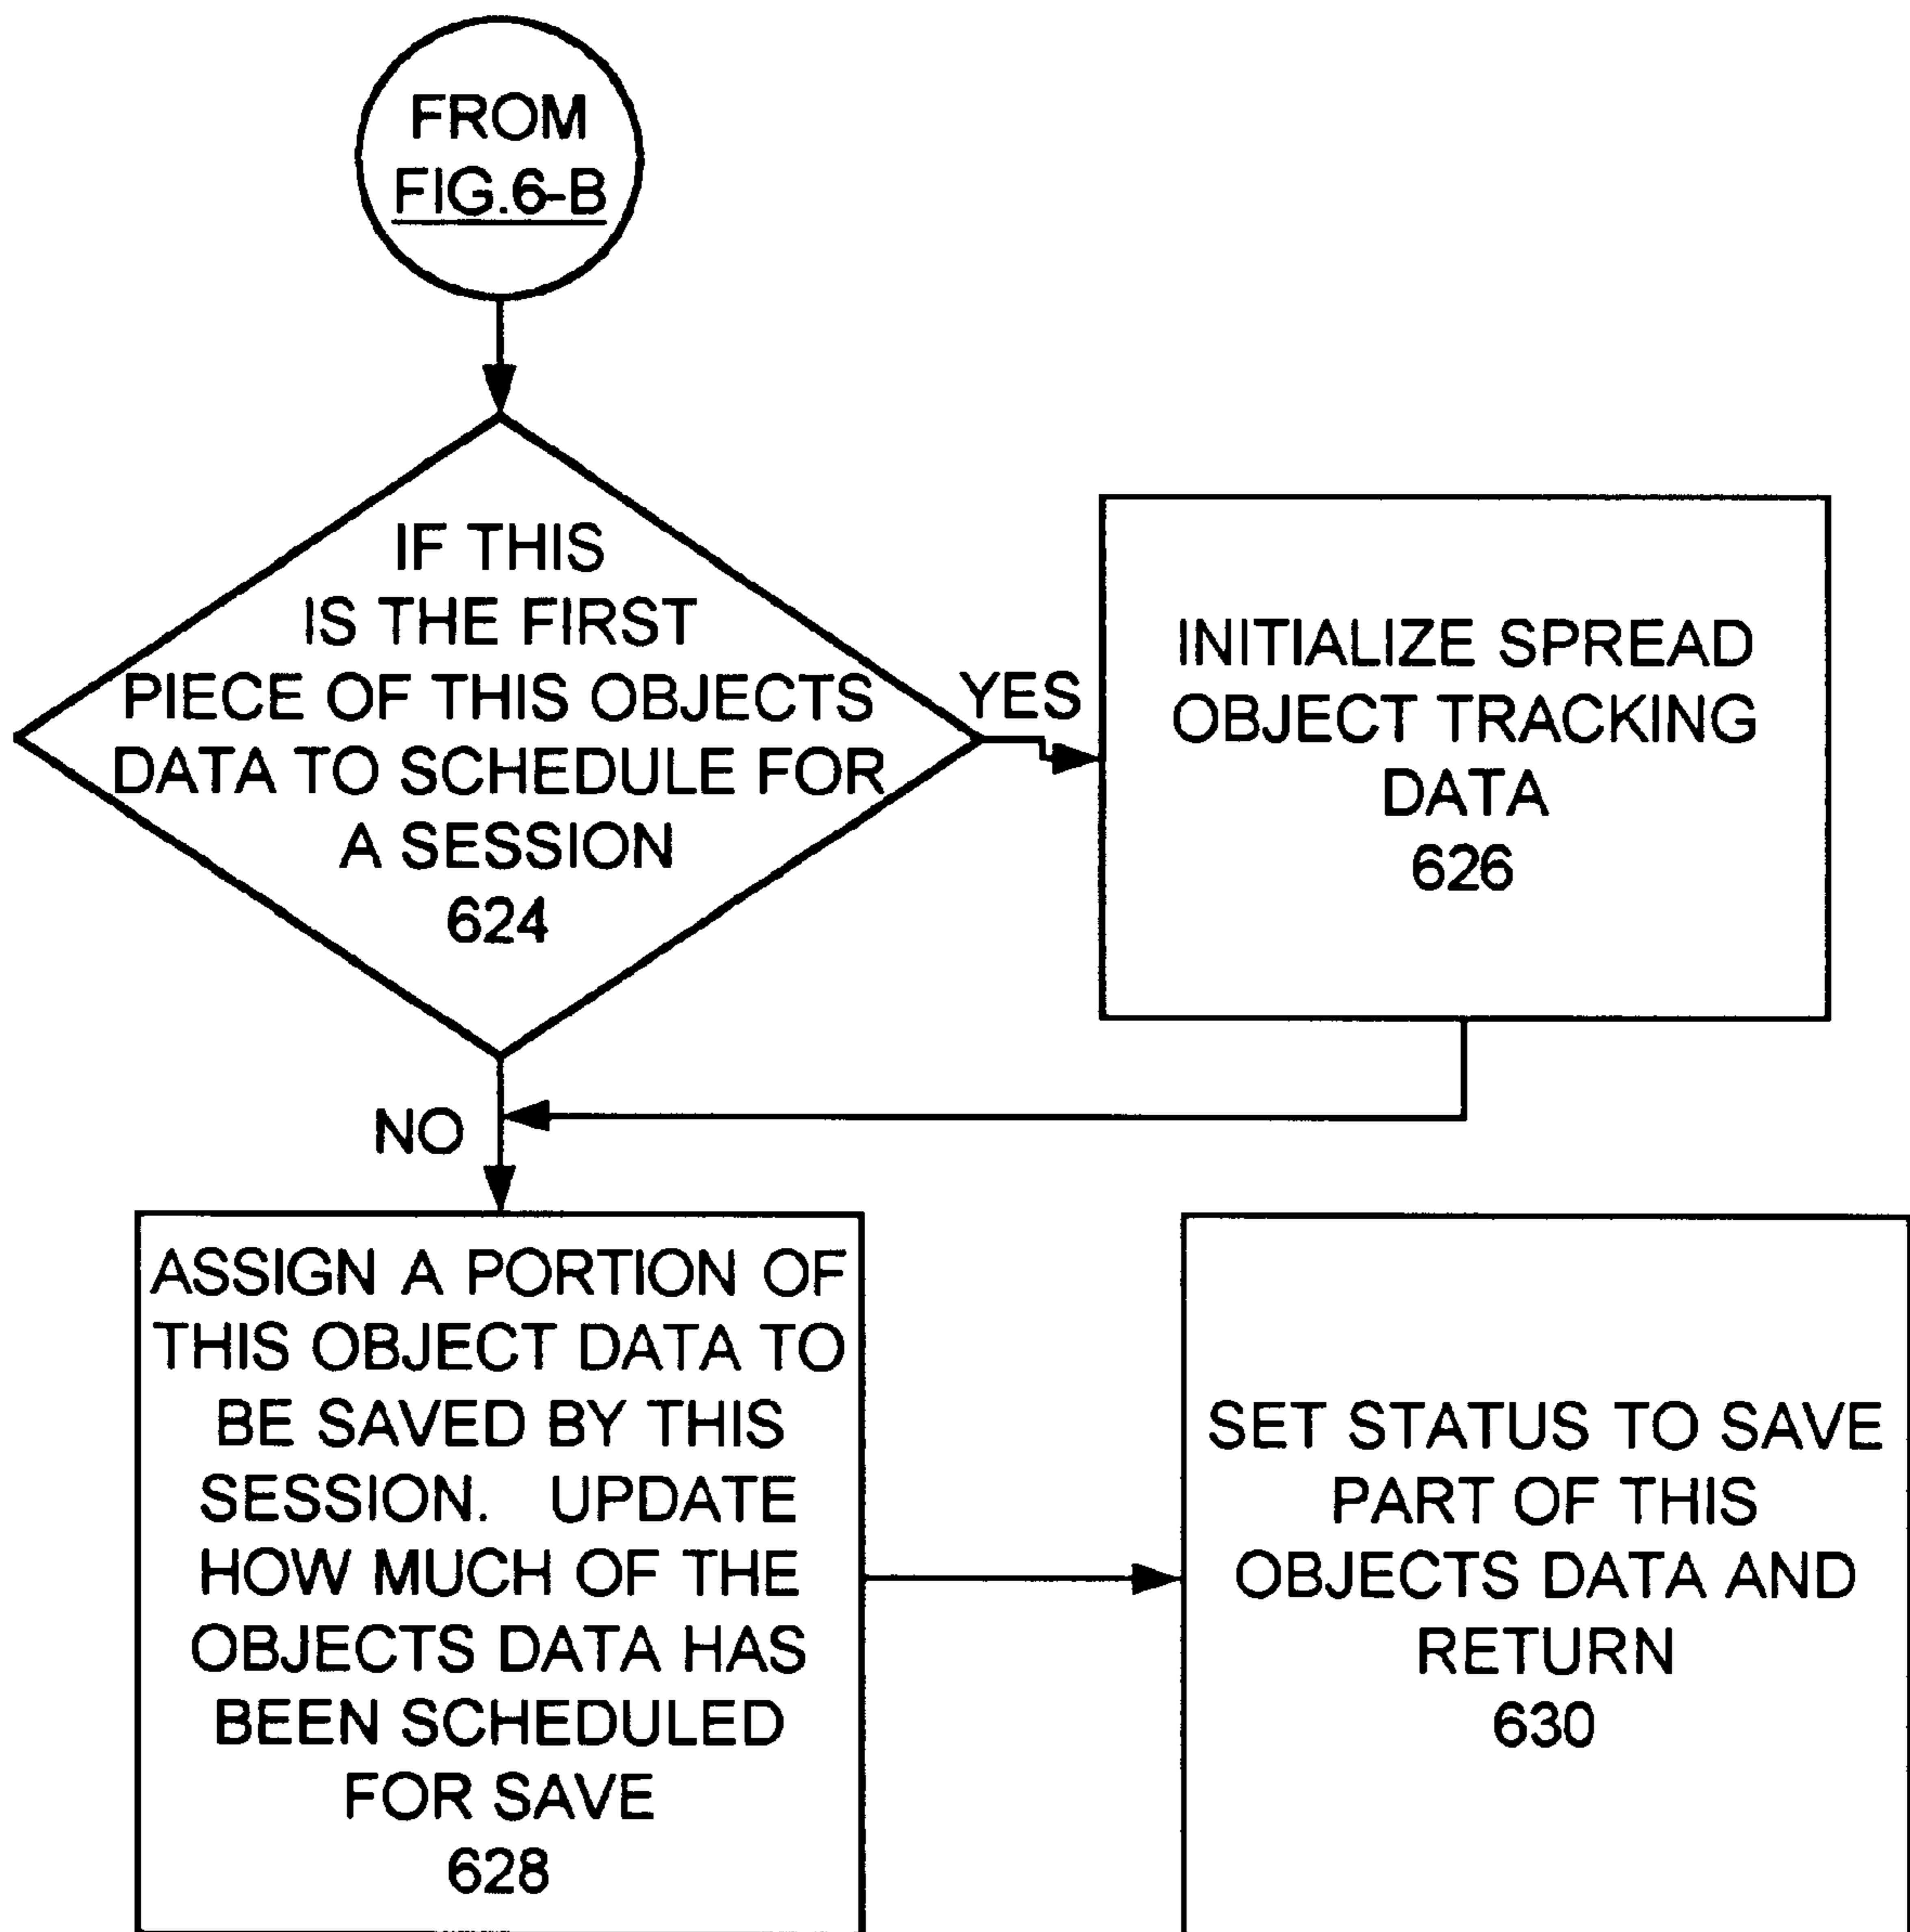 FROM
FIG.6-B
IF THIS
IS THE FIRST
PIECE OF THIS OBJECTS
DATA TO SCHEDULE FOR
A SESSION
624
YES
INITIALIZE SPREAD
OBJECT TRACKING
DATA
626
NO
ASSIGN A PORTION OF
THIS OBJECT DATA TO
BE SAVED BY THIS
SESSION. UPDATE
HOW MUCH OF THE
OBJECTS DATA HAS
BEEN SCHEDULED
FOR SAVE
628
SET STATUS TO SAVE
PART OF THIS
OBJECTS DATA AND
RETURN
630